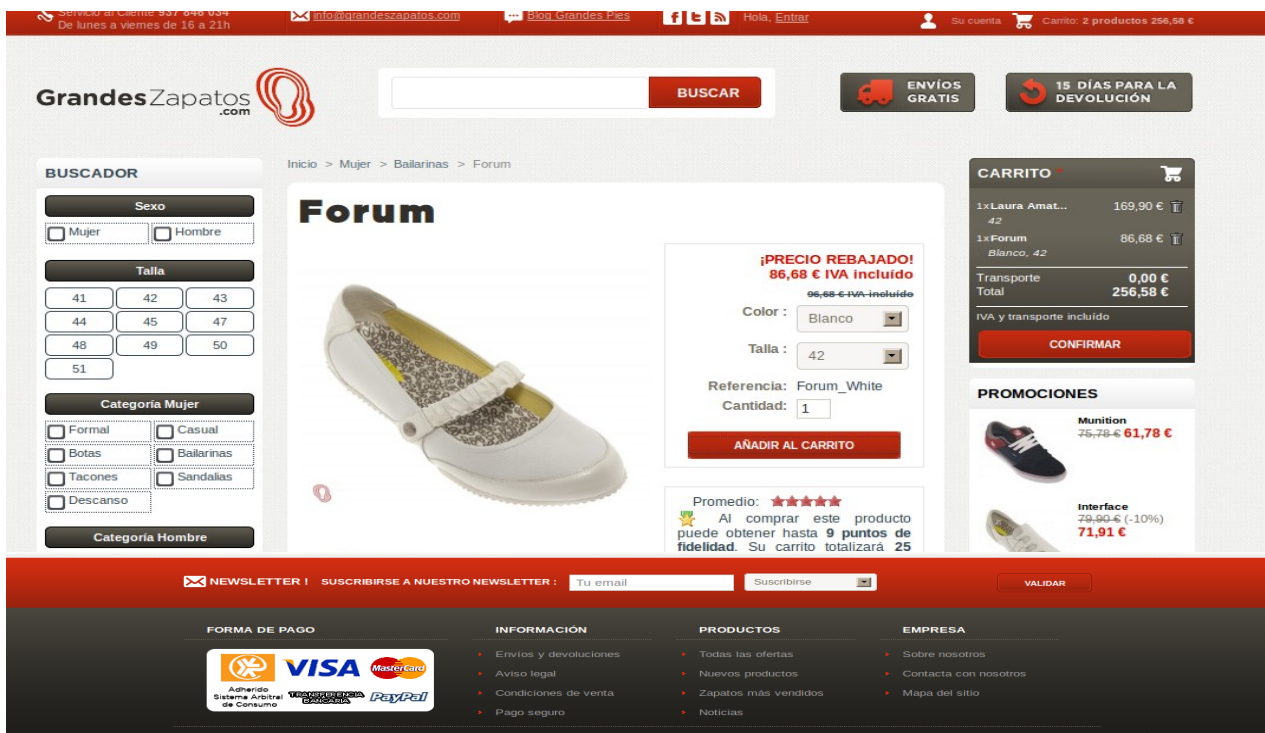 Servicio al Cliente 937 846 034
De lunes a viernes de 16 a 21h
info@grandeszapatos.com
Blog Grandes Pies
Hola, Entrar
Su cuenta
Carrito: 2 productos 256,58 €
GrandesZapatos
.com
BUSCAR
ENVÍOS
GRATIS
15 DÍAS PARA LA
DEVOLUCIÓN
BUSCADOR
Sexo
Mujer Hombre
Talla
41 42 43
44 45 47
48 49 50
51
Categoría Mujer
Formal Casual
Botas Bailarinas
Tacones Sandalias
Descanso
Categoría Hombre
Inicio > Mujer > Bailarinas > Forum
Forum
¡PRECIO REBAJADO!
86,68 € IVA incluído
96,68 € IVA incluído
Color : Blanco
Talla : 42
Referencia: Forum_White
Cantidad: 1
AÑADIR AL CARRITO
Promedio:
Al comprar este producto
puede obtener hasta 9 puntos de
fidelidad. Su carrito totalizará 25
CARRITO
1xLaura Amat... 169,90 €
42
1xForum 86,68 €
Blanco, 42
Transporte 0,00 €
Total 256,58 €
IVA y transporte incluído
CONFIRMAR
PROMOCIONES
Munition
75,78 € 61,78 €
Interface
79,90 € (-10%)
71,91 €
NEWSLETTER ! SUSCRIBIRSE A NUESTRO NEWSLETTER : Tu email Suscribirse VALIDAR
FORMA DE PAGO
Adherido
Sistema Arbitral
de Consumo
VISA
MasterCard
TRANSFERENCIA
BANCARIA
PayPal
INFORMACIÓN
Envíos y devoluciones
Aviso legal
Condiciones de venta
Pago seguro
PRODUCTOS
Todas las ofertas
Nuevos productos
Zapatos más vendidos
Noticias
EMPRESA
Sobre nosotros
Contacta con nosotros
Mapa del sitio